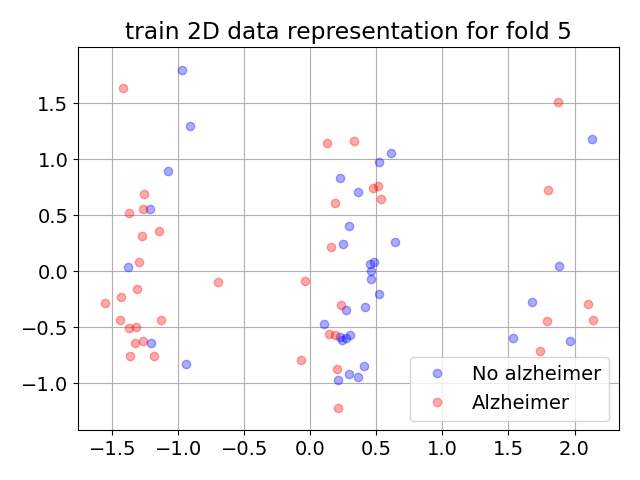 train 2D data representation for fold 5
1.5
1.0
0.5
0.0
−0.5
−1.0
No alzheimer
Alzheimer
−1.5 −1.0 −0.5 0.0 0.5 1.0 1.5 2.0